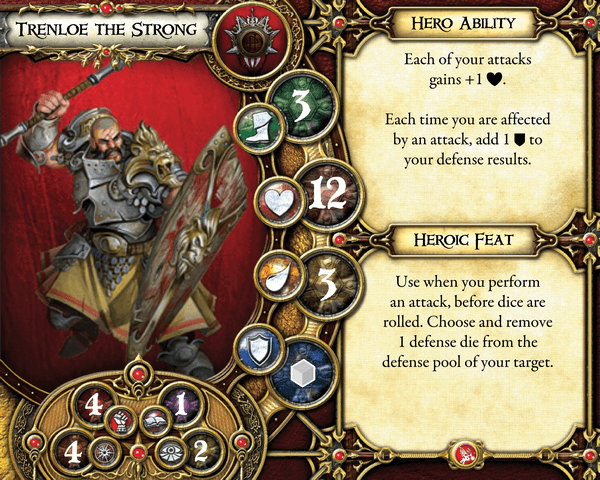 TRENLOE THE STRONG
3
12
3
4
1
4
2
HERO ABILITY
Each of your attacks
gains +1 ♥.
Each time you are affected
by an attack, add 1 to
your defense results.
HEROIC FEAT
Use when you perform
an attack, before dice are
rolled. Choose and remove
1 defense die from the
defense pool of your target.